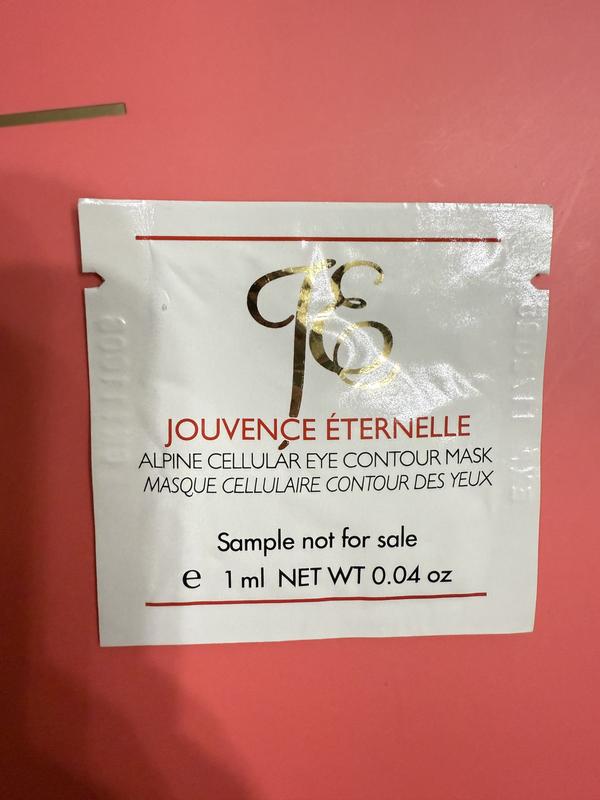 JE
JOUVENCE ÉTERNELLE
ALPINE CELLULAR EYE CONTOUR MASK
MASQUE CELLULAIRE CONTOUR DES YEUX
Sample not for sale
℮ 1 ml NET WT 0.04 oz